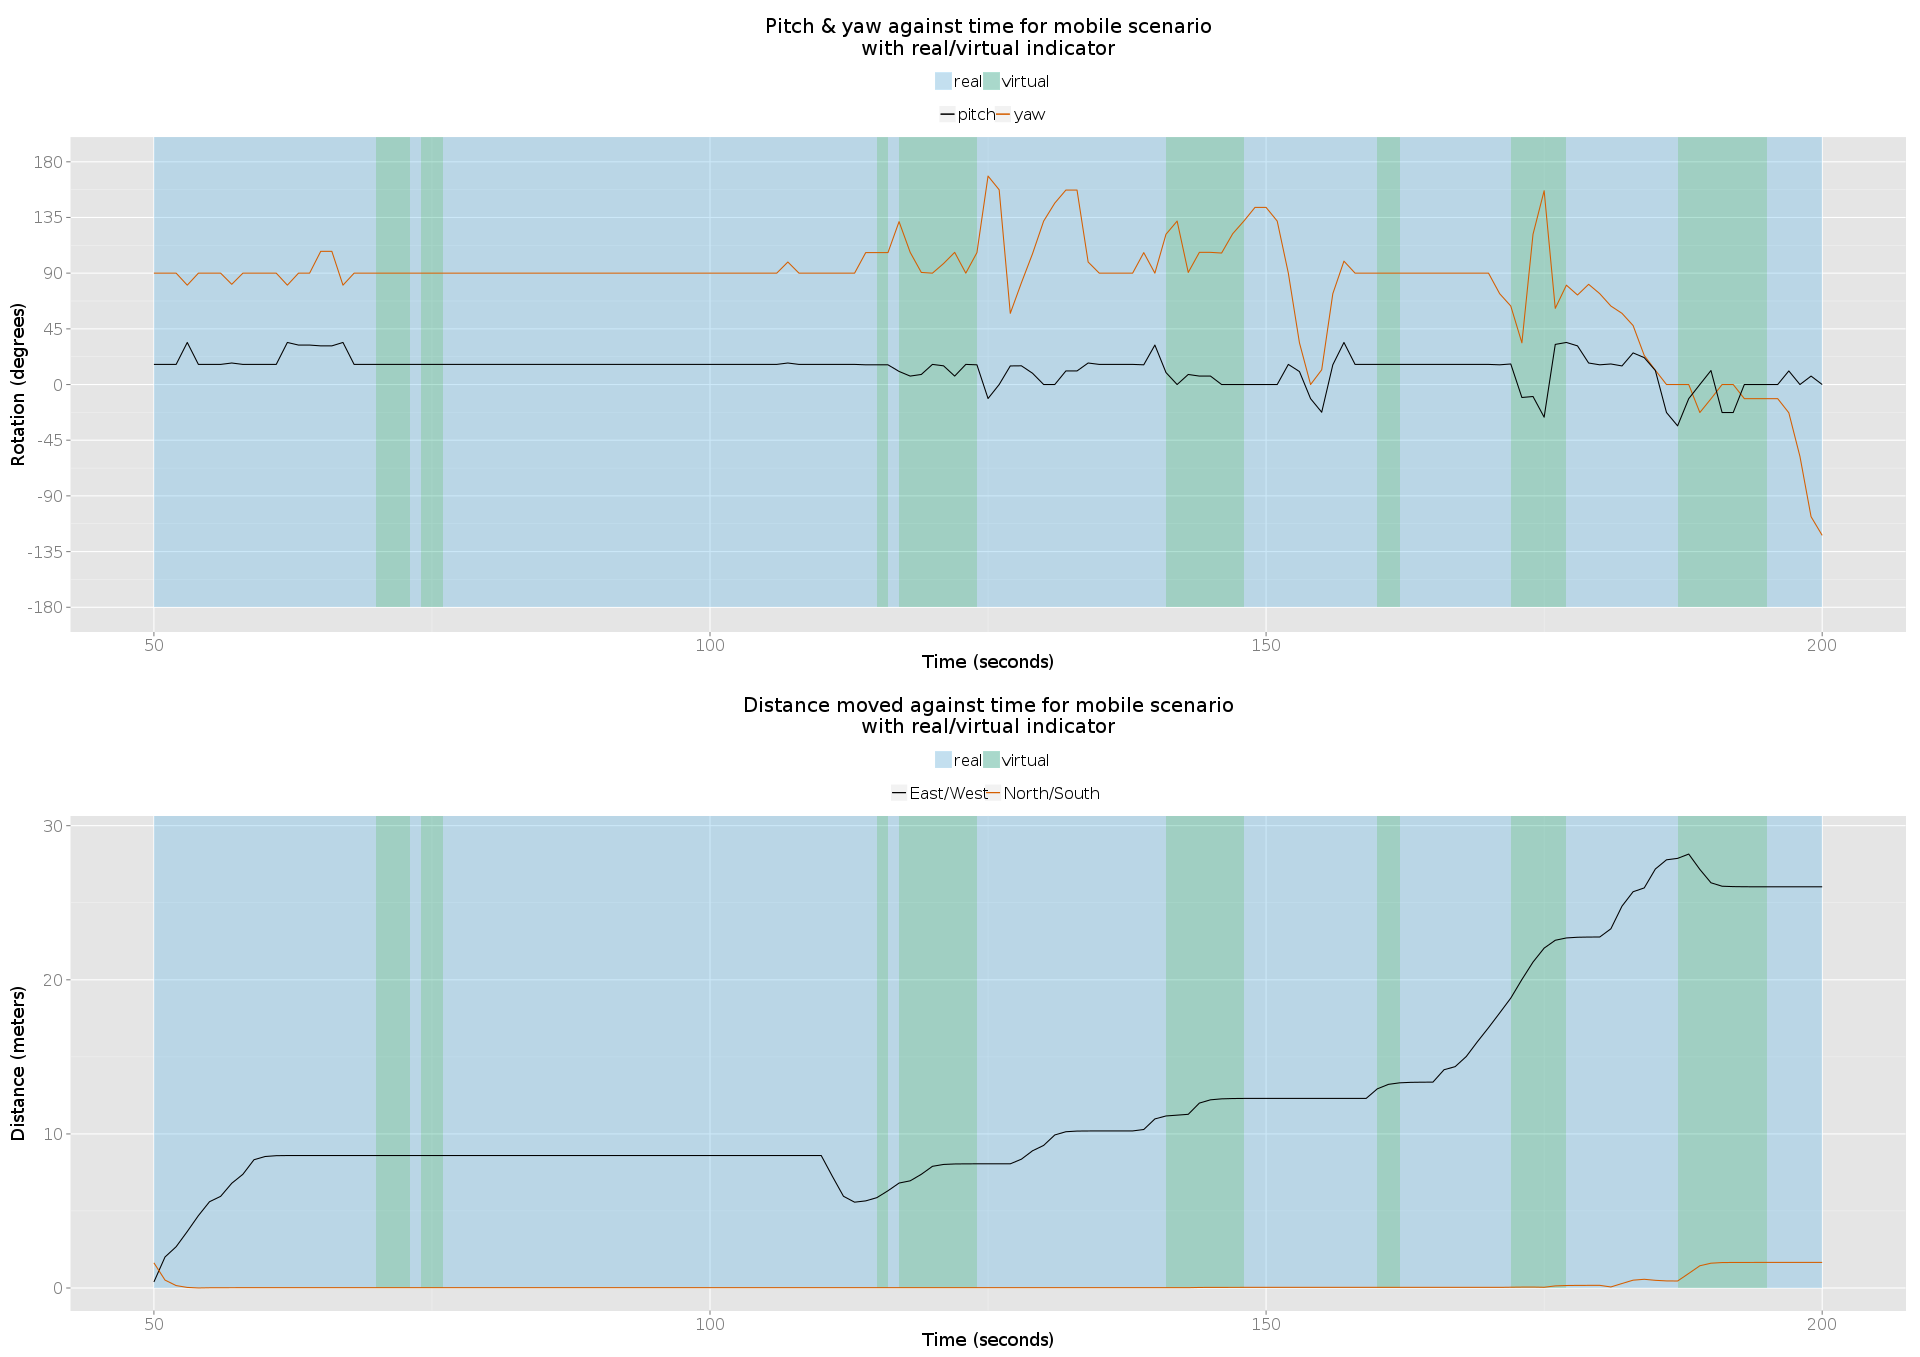 Pitch & yaw against time for mobile scenario
with real/virtual indicator
real virtual
pitch yaw
180
135
90
45
0
-45
-90
-135
-180
Rotation (degrees)
50 100 150 200
Time (seconds)
Distance moved against time for mobile scenario
with real/virtual indicator
real virtual
East/West North/South
30
20
10
0
Distance (meters)
50 100 150 200
Time (seconds)